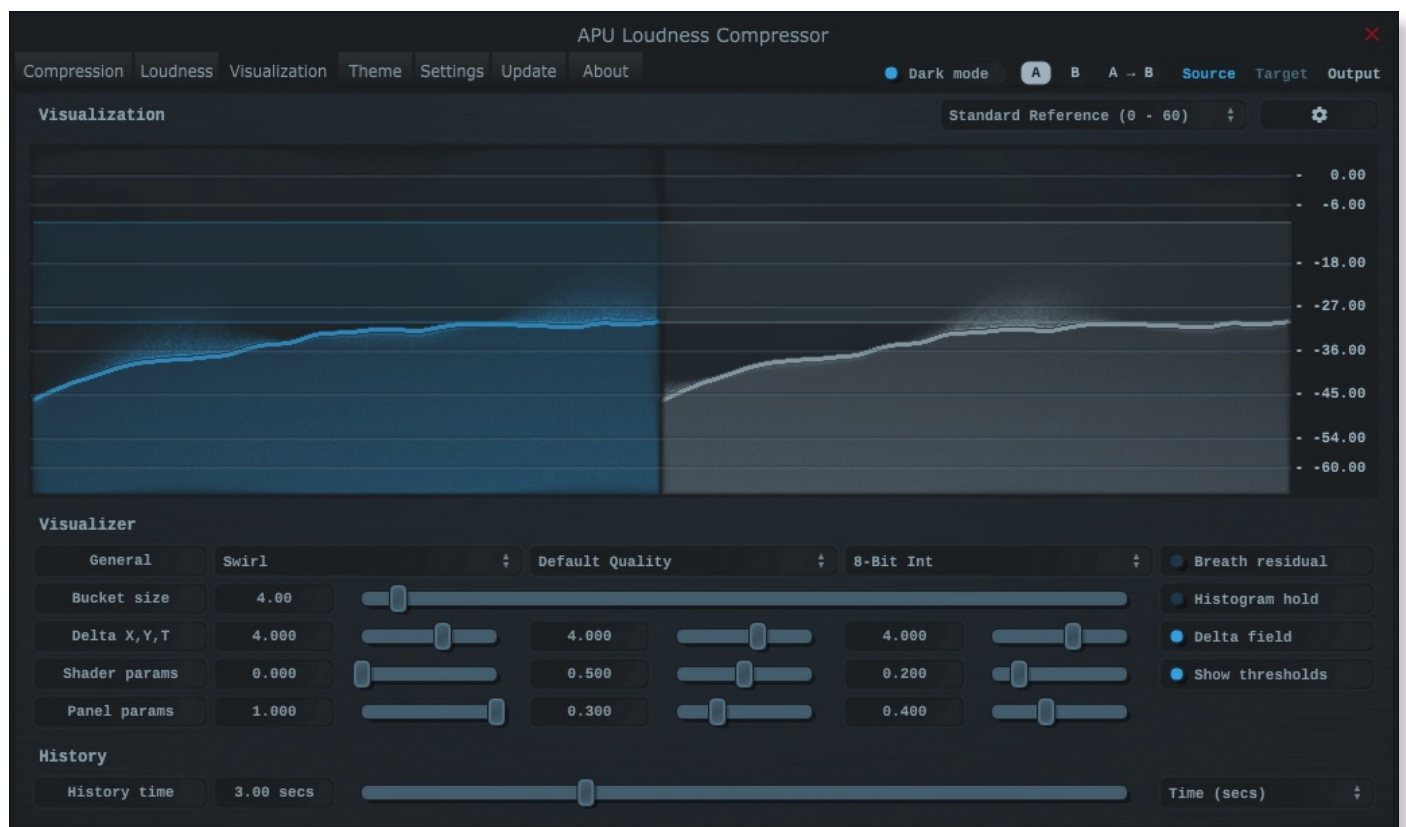 APU Loudness Compressor
Compression Loudness Visualization Theme Settings Update About Dark mode A B A → B Source Target Output
Visualization Standard Reference (0 - 60)
- 0.00
- -6.00
- -18.00
- -27.00
- -36.00
- -45.00
- -54.00
- -60.00
Visualizer
General Swirl Default Quality 8-Bit Int Breath residual
Bucket size 4.00 Histogram hold
Delta X,Y,T 4.000 4.000 4.000 Delta field
Shader params 0.000 0.500 0.200 Show thresholds
Panel params 1.000 0.300 0.400
History
History time 3.00 secs Time (secs)